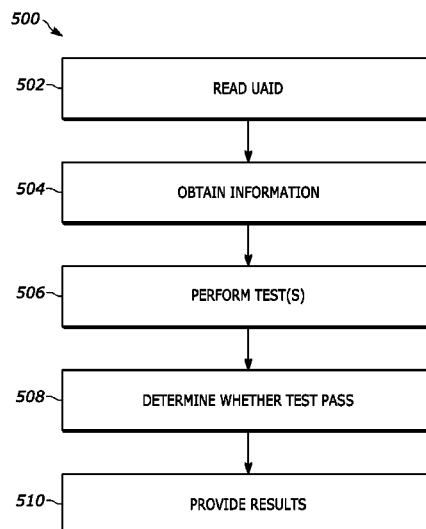 500
502 READ UAID
504 OBTAIN INFORMATION
506 PERFORM TEST(S)
508 DETERMINE WHETHER TEST PASS
510 PROVIDE RESULTS